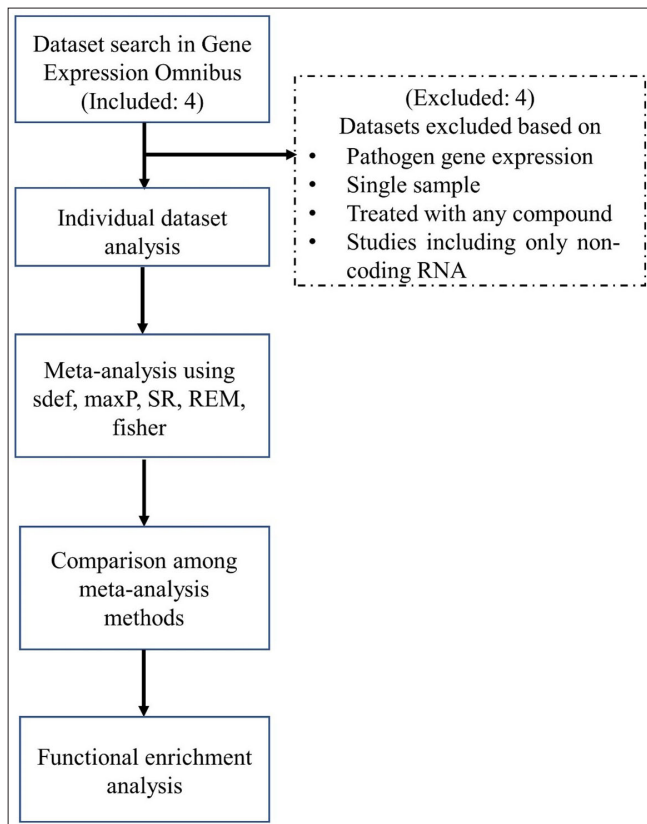 Dataset search in Gene
Expression Omnibus
(Included: 4)
(Excluded: 4)
Datasets excluded based on
• Pathogen gene expression
• Single sample
• Treated with any compound
• Studies including only non-
coding RNA
Individual dataset
analysis
Meta-analysis using
sdef, maxP, SR, REM,
fisher
Comparison among
meta-analysis
methods
Functional enrichment
analysis